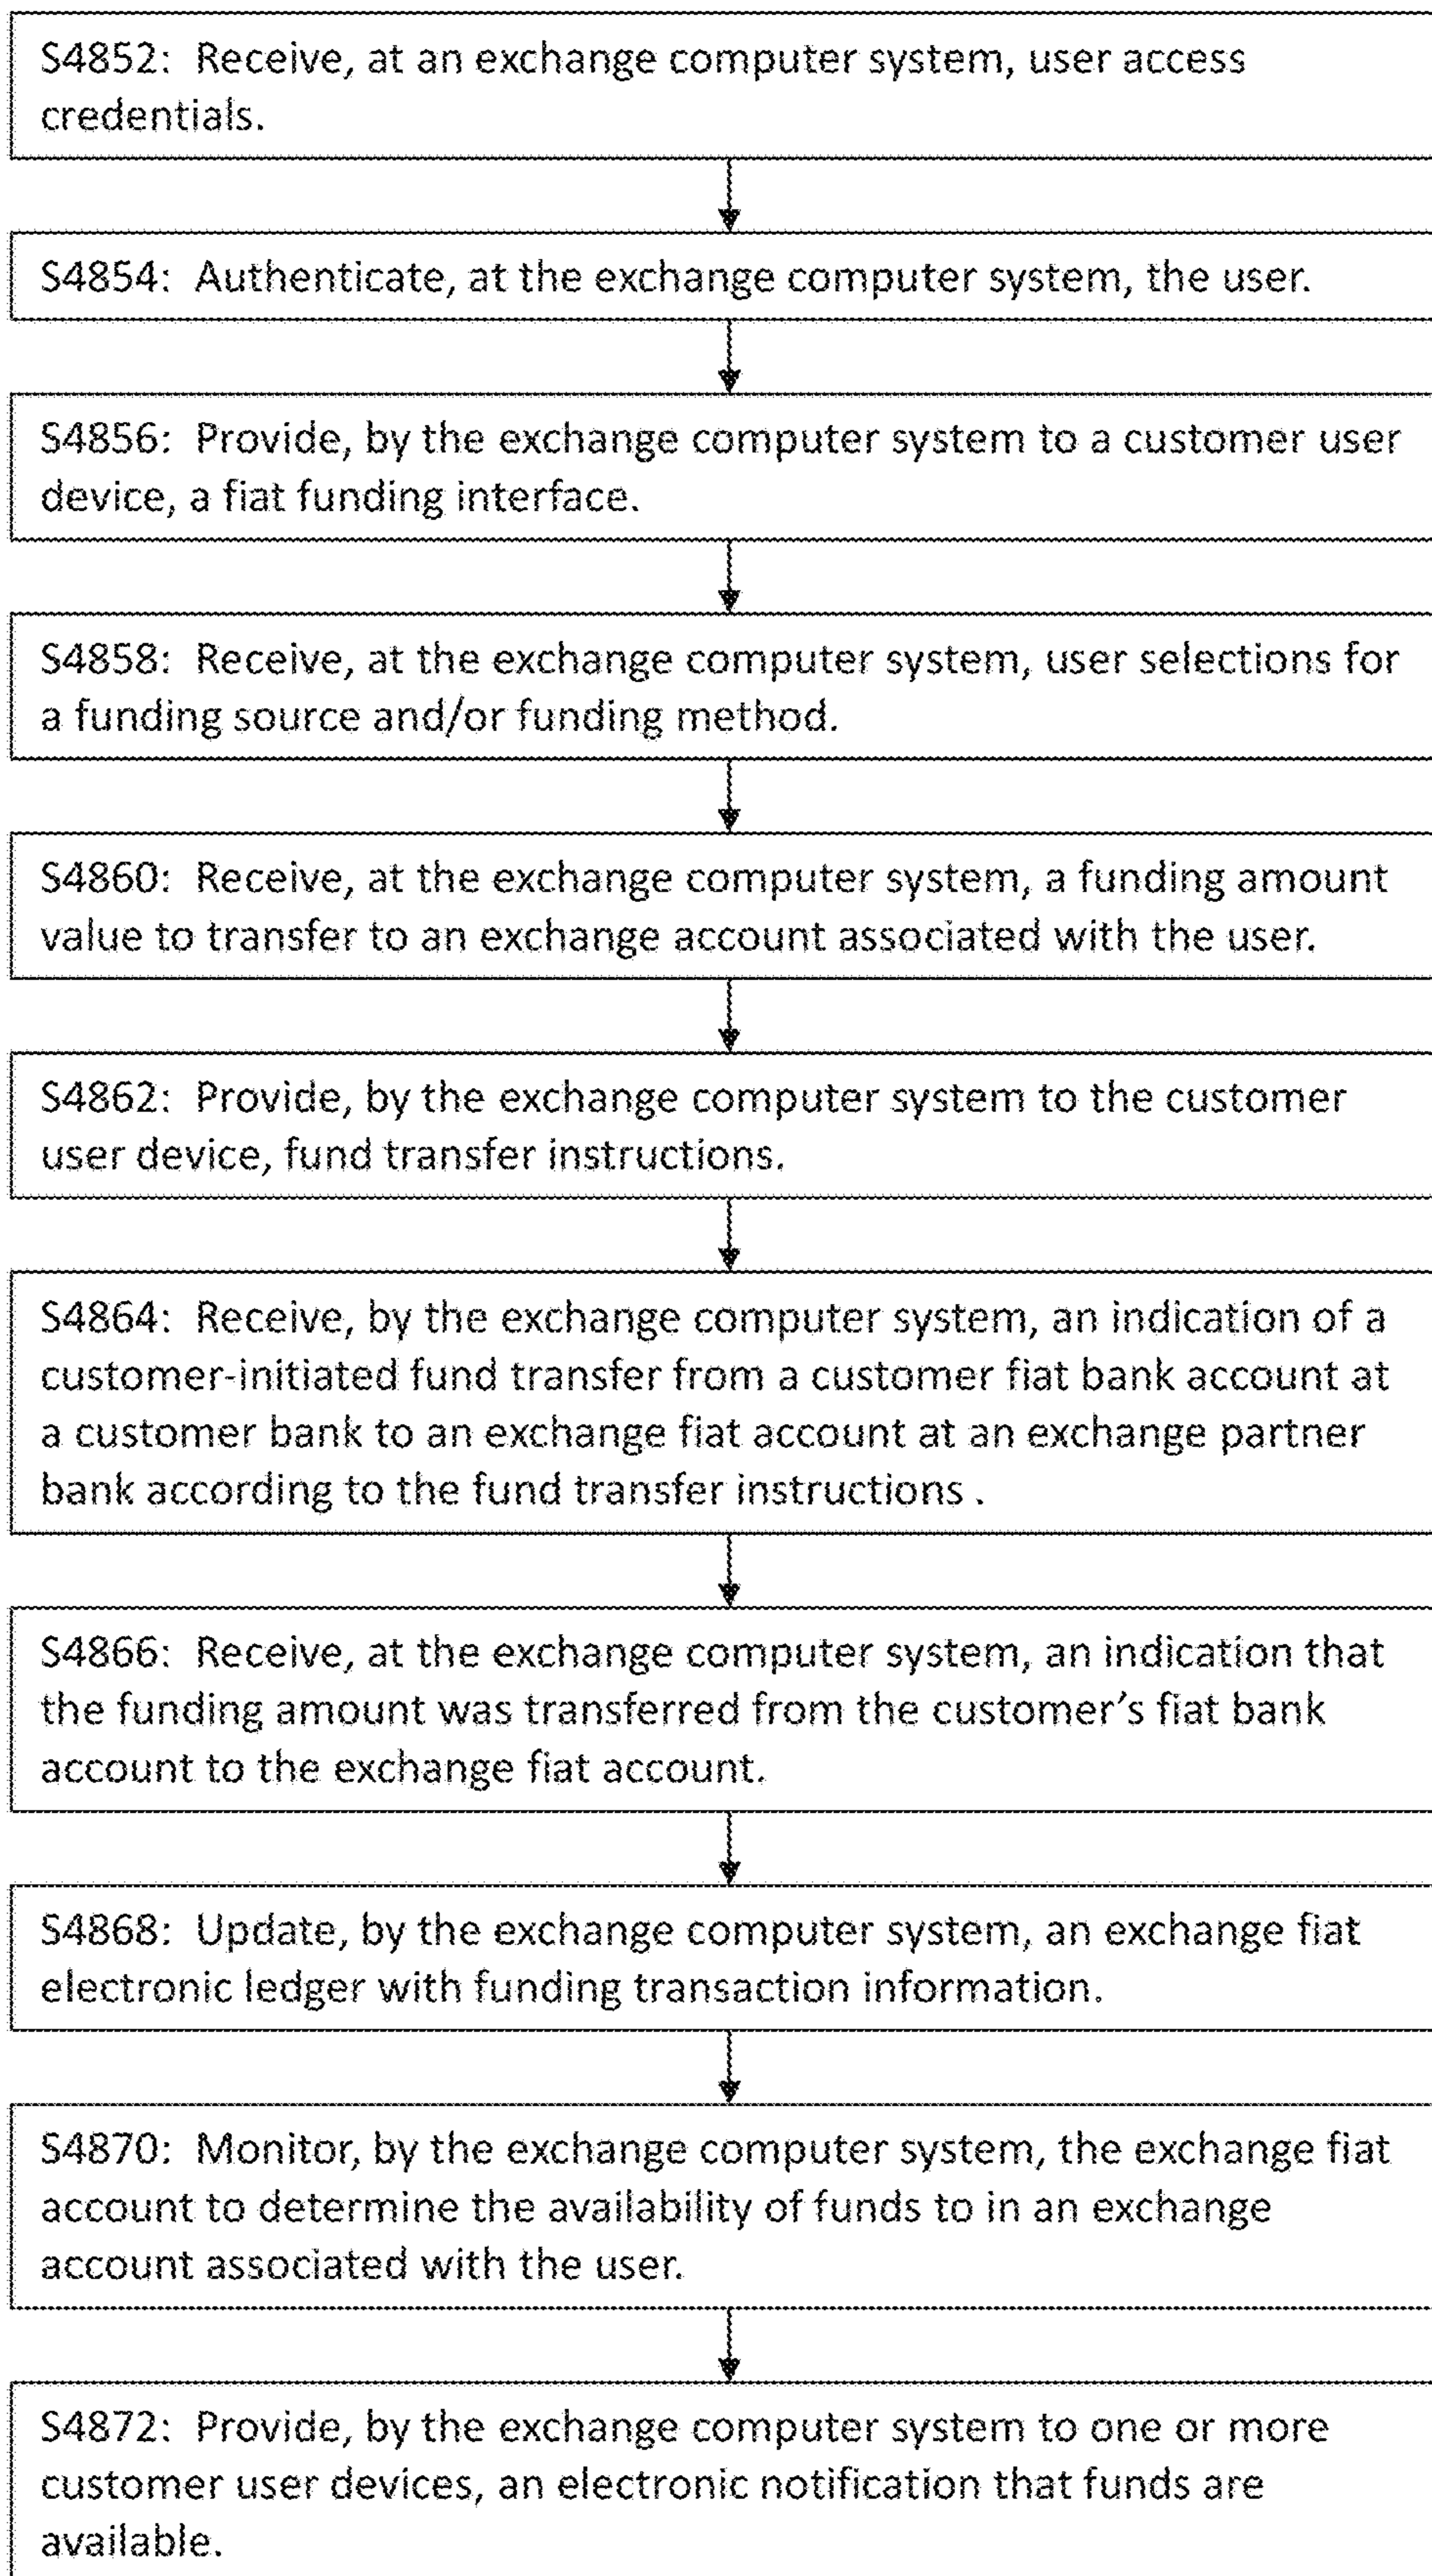 S4852: Receive, at an exchange computer system, user access
credentials.
S4854: Authenticate, at the exchange computer system, the user.
S4856: Provide, by the exchange computer system to a customer user
device, a fiat funding interface.
S4858: Receive, at the exchange computer system, user selections for
a funding source and/or funding method.
S4860: Receive, at the exchange computer system, a funding amount
value to transfer to an exchange account associated with the user.
S4862: Provide, by the exchange computer system to the customer
user device, fund transfer instructions.
S4864: Receive, by the exchange computer system, an indication of a
customer-initiated fund transfer from a customer fiat bank account at
a customer bank to an exchange fiat account at an exchange partner
bank according to the fund transfer instructions .
S4866: Receive, at the exchange computer system, an indication that
the funding amount was transferred from the customer’s fiat bank
account to the exchange fiat account.
S4868: Update, by the exchange computer system, an exchange fiat
electronic ledger with funding transaction information.
S4870: Monitor, by the exchange computer system, the exchange fiat
account to determine the availability of funds to in an exchange
account associated with the user.
S4872: Provide, by the exchange computer system to one or more
customer user devices, an electronic notification that funds are
available.